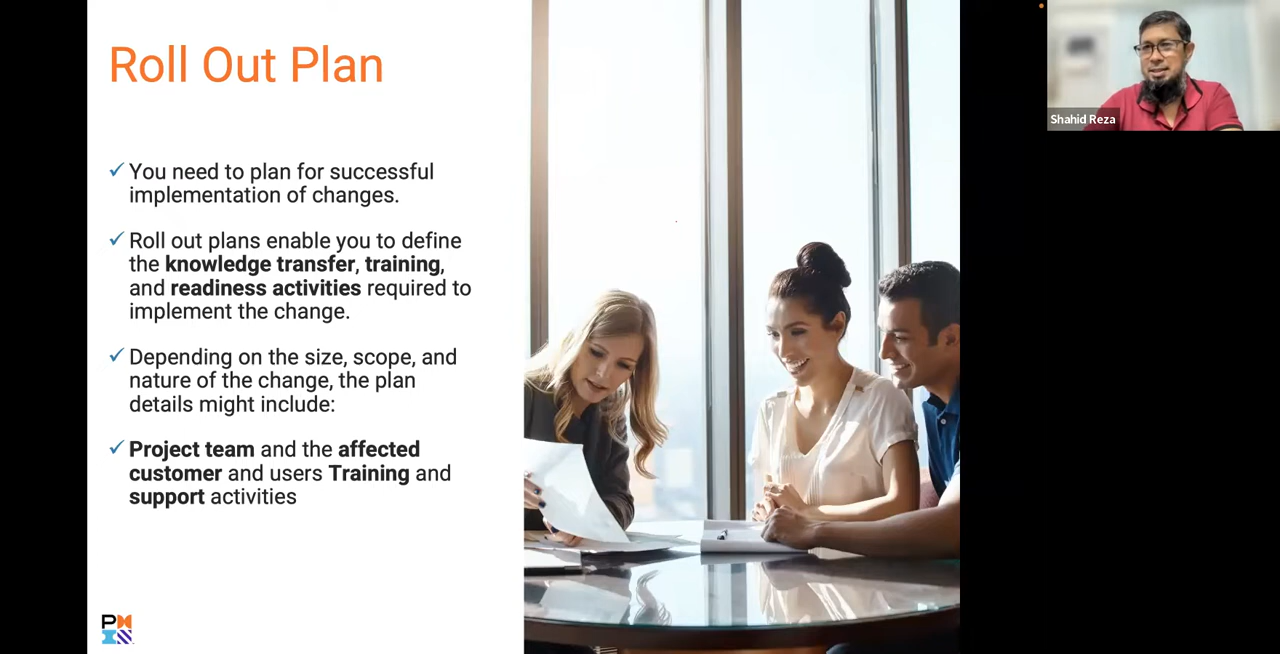 Roll Out Plan
You need to plan for successful
implementation of changes.
Roll out plans enable you to define
the knowledge transfer, training,
and readiness activities required to
implement the change.
Depending on the size, scope, and
nature of the change, the plan
details might include:
Project team and the affected
customer and users Training and
support activities
Shahid Reza